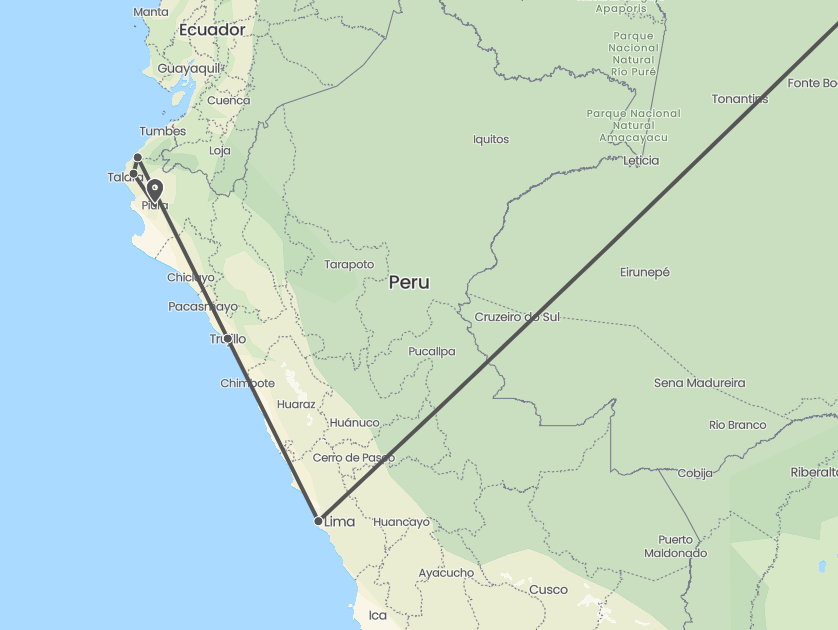 Manta
Ecuador
Guayaquil
Cuenca
Tumbes
Loja
Talara
Piura
Apaporis
Parque
Nacional
Natural
Río Puré
Fonte Bo
Tonantins
Parque Nacional
Natural
Amacayacu
Iquitos
Leticia
Tarapoto
Eirunepé
Chiclayo
Peru
Pacasmayo
Cruzeiro do Sul
Trujillo
Pucallpa
Chimbote
Sena Madureira
Huaraz
Huánuco
Rio Branco
Cerro de Pasco
Cobija
Riberalta
Lima
Huancayo
Puerto
Maldonado
Ayacucho
Cusco
Ica